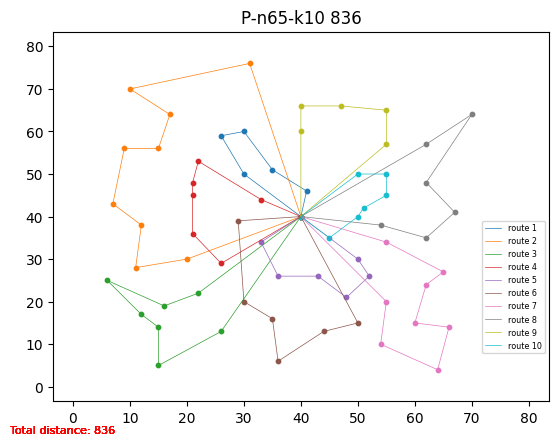 P-n65-k10 836
80
70
60
50
40
30
20
10
0
0 10 20 30 40 50 60 70 80
route 1
route 2
route 3
route 4
route 5
route 6
route 7
route 8
route 9
route 10
Total distance: 836